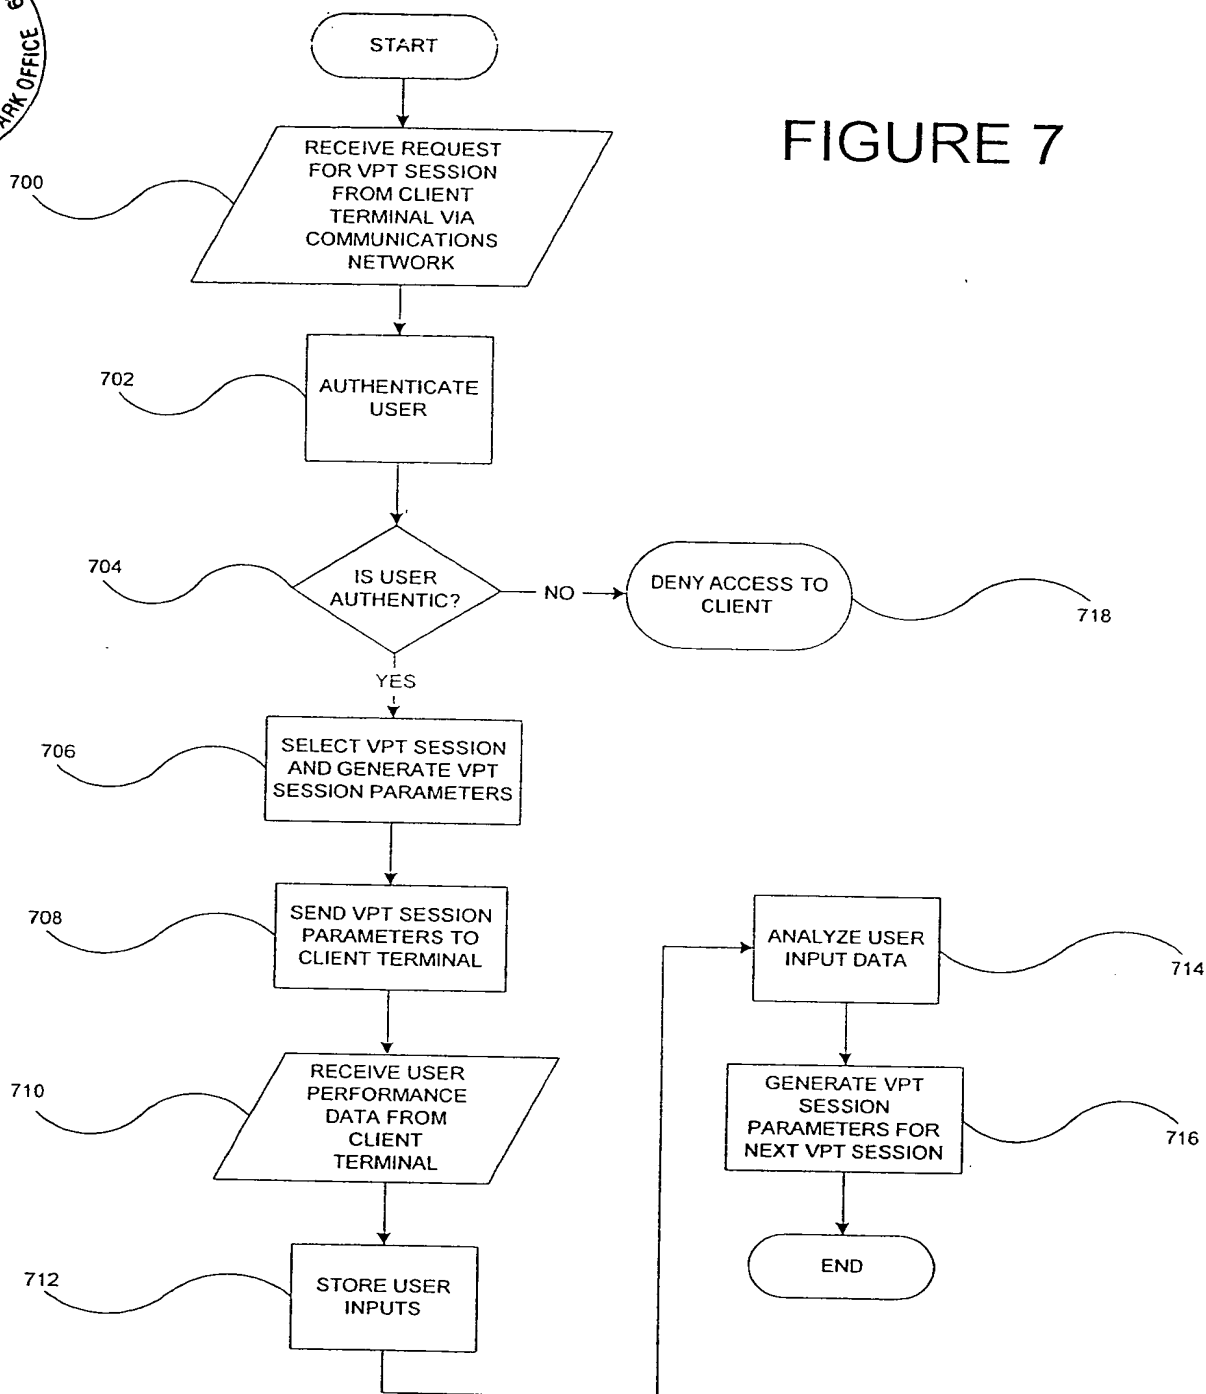 ARK OFFICE
START
FIGURE 7
700
RECEIVE REQUEST
FOR VPT SESSION
FROM CLIENT
TERMINAL VIA
COMMUNICATIONS
NETWORK
702
AUTHENTICATE
USER
704
IS USER
AUTHENTIC?
NO
DENY ACCESS TO
CLIENT
718
YES
706
SELECT VPT SESSION
AND GENERATE VPT
SESSION PARAMETERS
708
SEND VPT SESSION
PARAMETERS TO
CLIENT TERMINAL
710
RECEIVE USER
PERFORMANCE
DATA FROM
CLIENT
TERMINAL
712
STORE USER
INPUTS
ANALYZE USER
INPUT DATA
714
GENERATE VPT
SESSION
PARAMETERS FOR
NEXT VPT SESSION
716
END